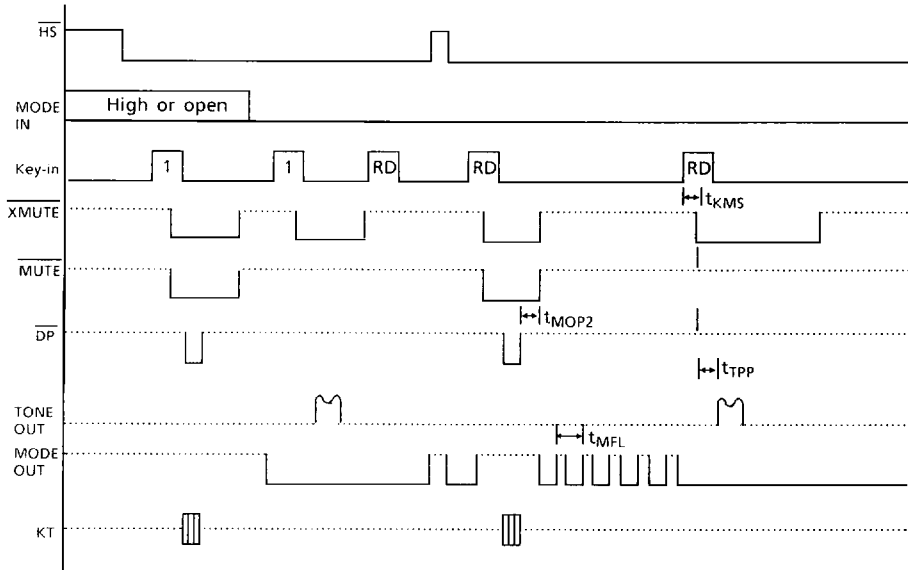 HS
MODE IN
High or open
Key-in
1
1
RD
RD
RD
tKMS
XMUTE
MUTE
tMOP2
DP
tTPP
TONE OUT
tMFL
MODE OUT
KT